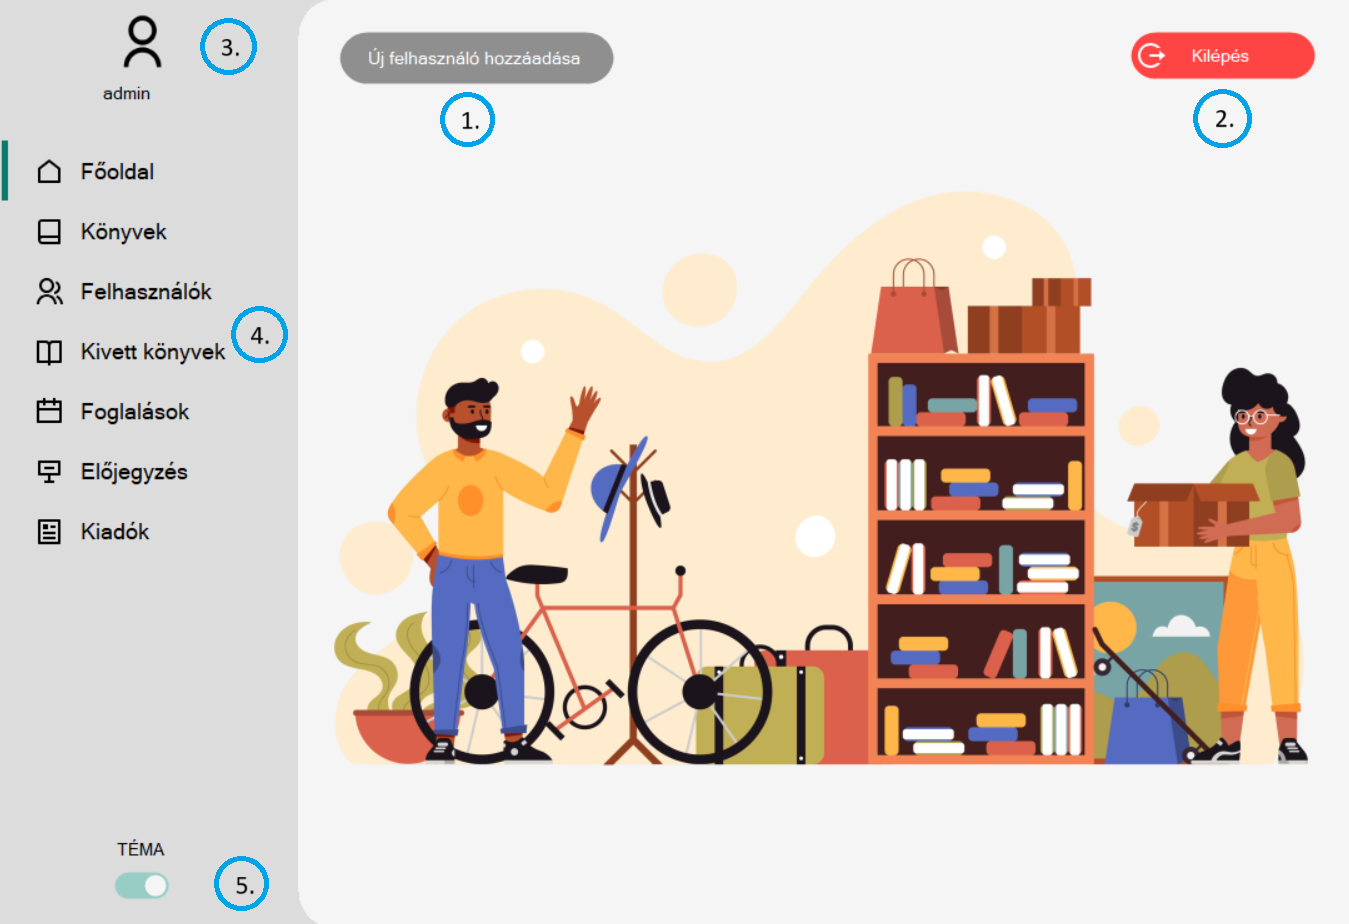 3.
admin
Főoldal
Könyvek
Felhasználók
4.
Kivett könyvek
Foglalások
Előjegyzés
Kiadók
TÉMA
5.
Új felhasználó hozzáadása
1.
Kilépés
2.
$